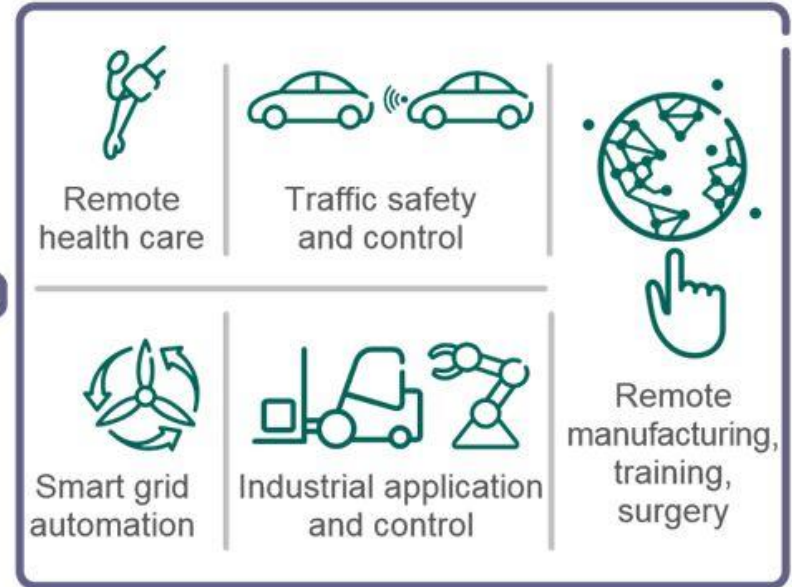 Remote
health care
Traffic safety
and control
Smart grid
automation
Industrial application
and control
Remote
manufacturing,
training,
surgery